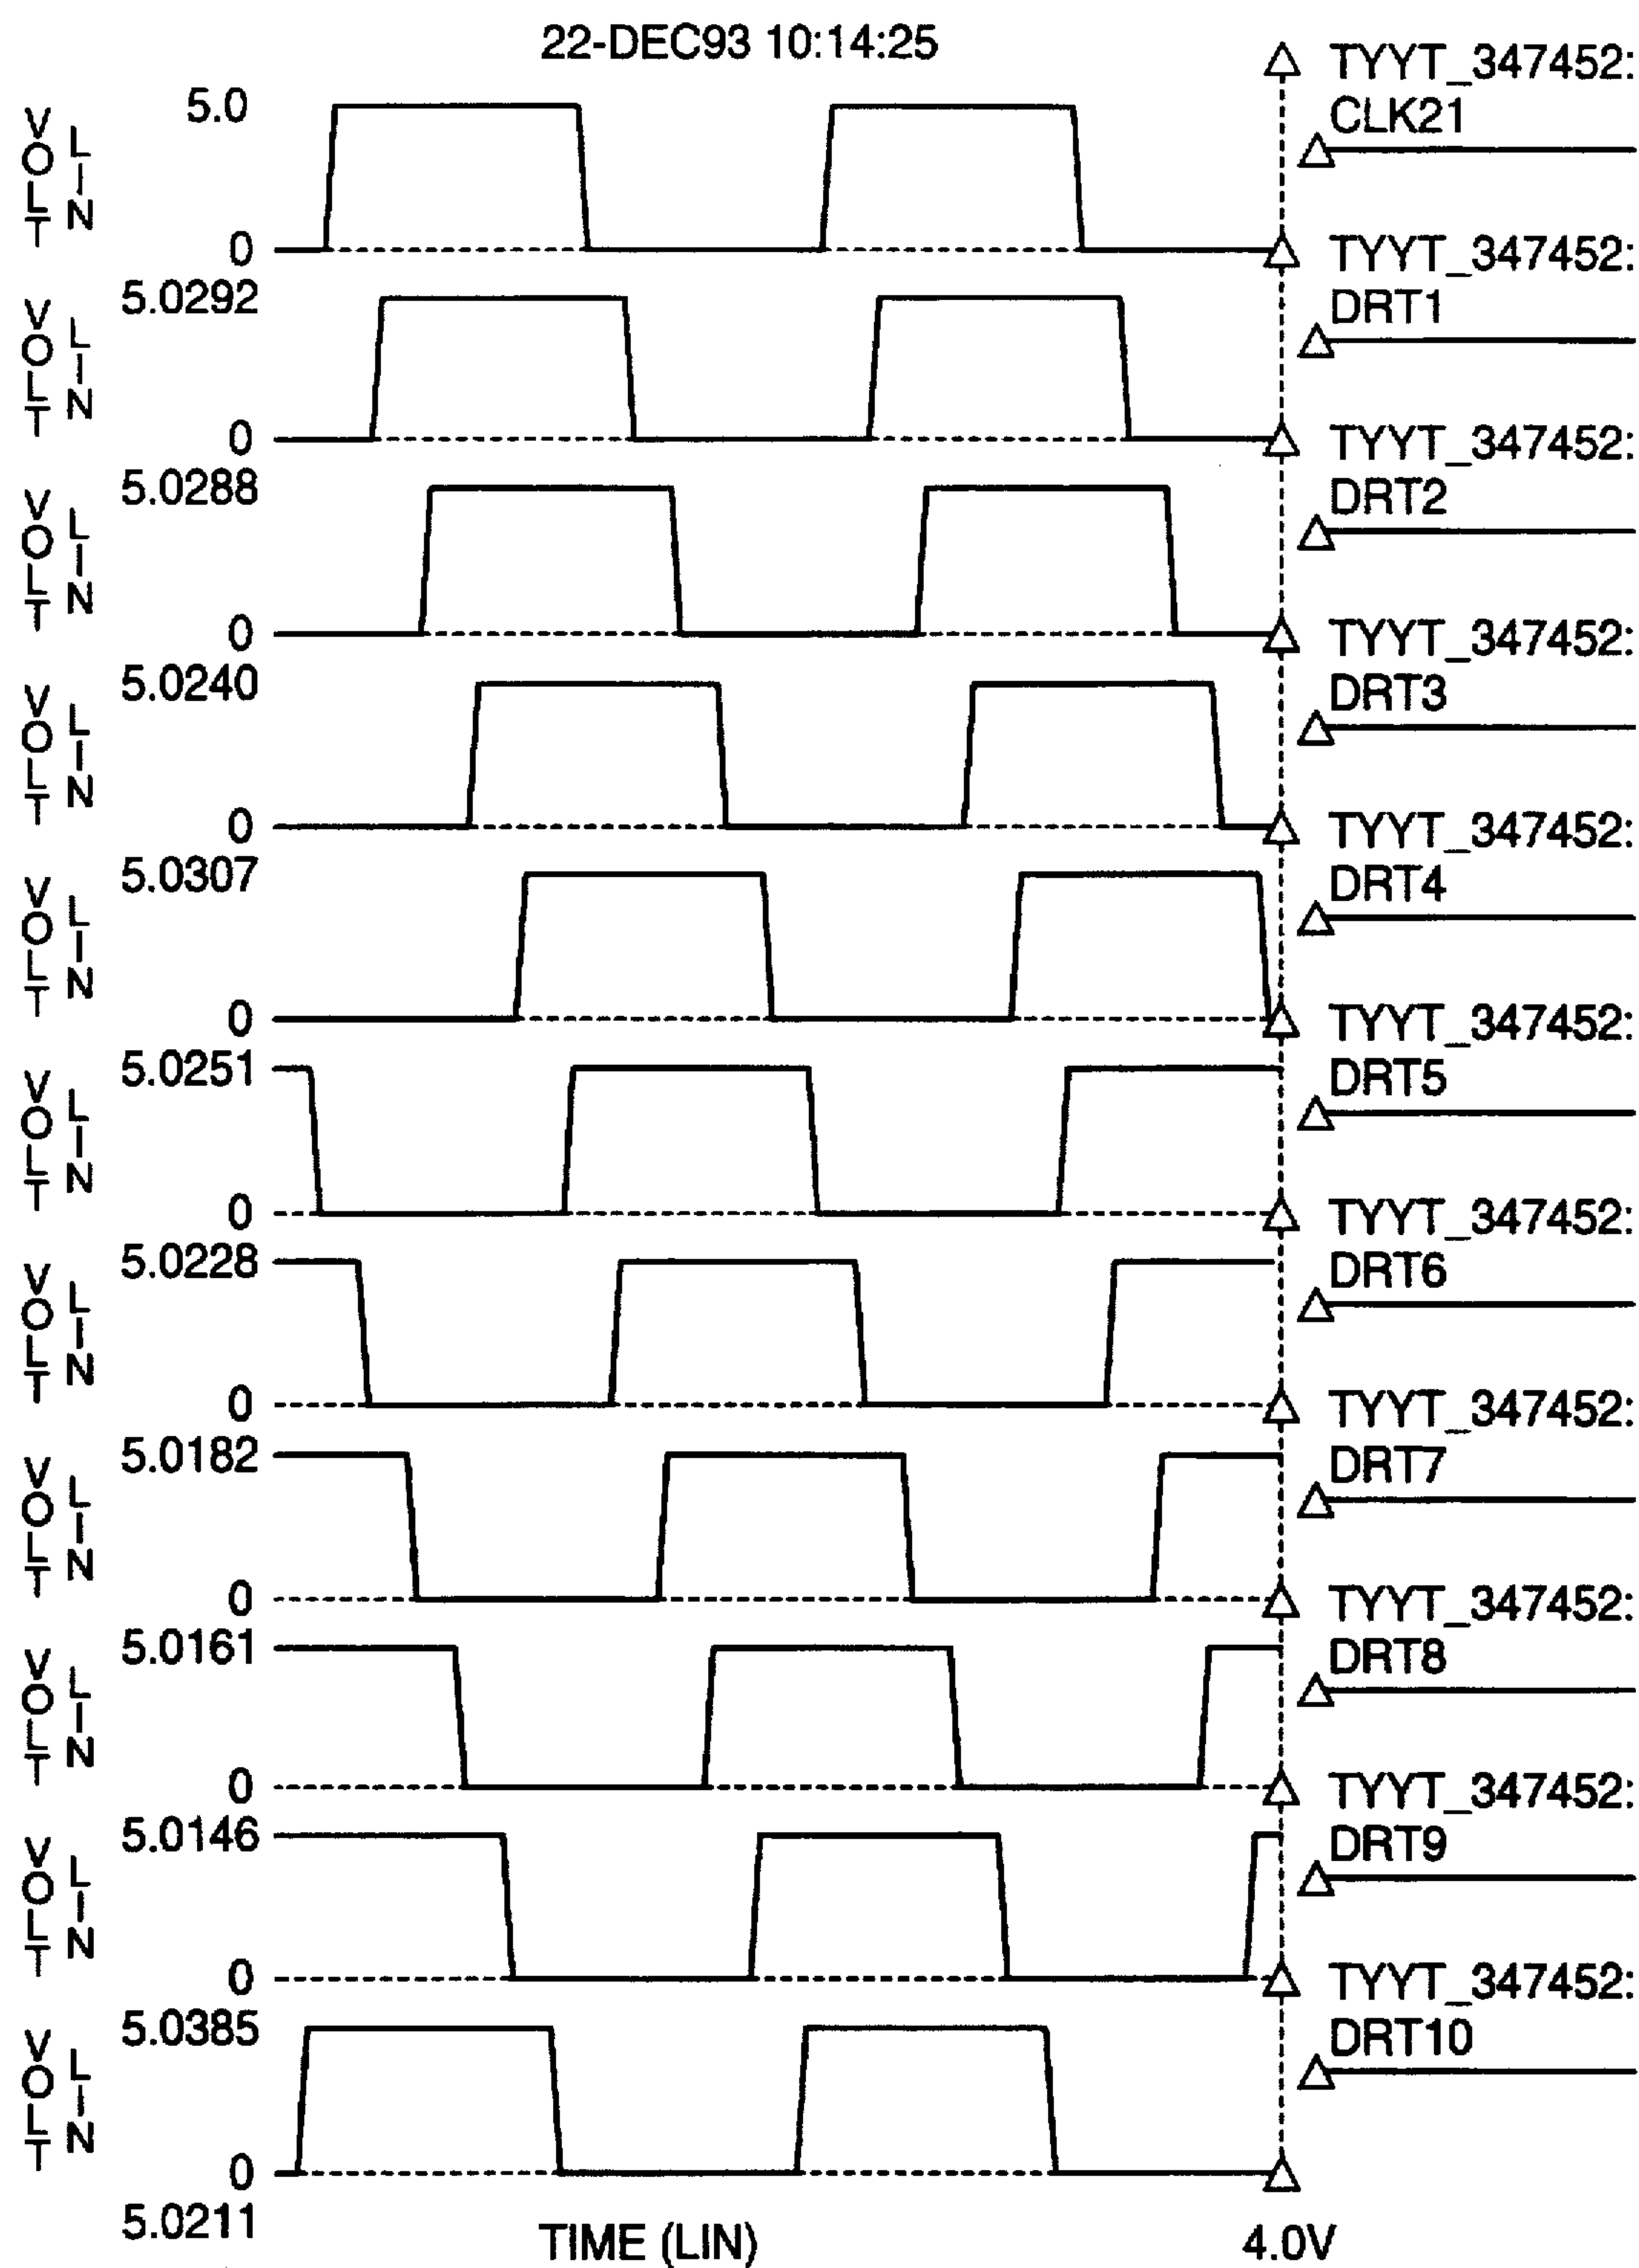 22-DEC93 10:14:25
TYYT_347452:
CLK21
VOLT
LIN
5.0
0
TYYT_347452:
DRT1
VOLT
LIN
5.0292
0
TYYT_347452:
DRT2
VOLT
LIN
5.0288
0
TYYT_347452:
DRT3
VOLT
LIN
5.0240
0
TYYT_347452:
DRT4
VOLT
LIN
5.0307
0
TYYT_347452:
DRT5
VOLT
LIN
5.0251
0
TYYT_347452:
DRT6
VOLT
LIN
5.0228
0
TYYT_347452:
DRT7
VOLT
LIN
5.0182
0
TYYT_347452:
DRT8
VOLT
LIN
5.0161
0
TYYT_347452:
DRT9
VOLT
LIN
5.0146
0
TYYT_347452:
DRT10
VOLT
LIN
5.0385
0
5.0211
TIME (LIN)
4.0V